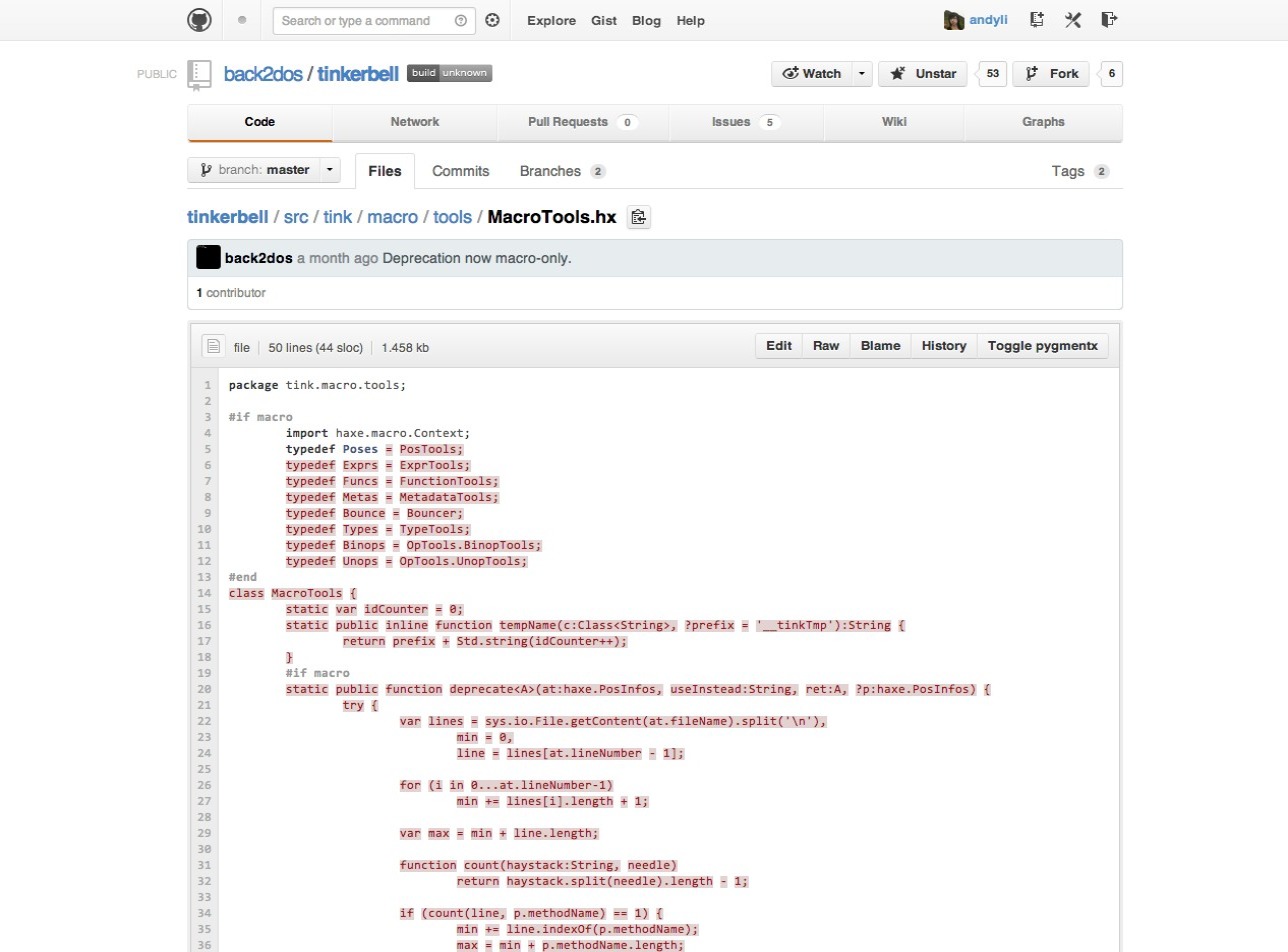 Search or type a command Explore Gist Blog Help andyli
PUBLIC back2dos / tinkerbell build unknown Watch Unstar 53 Fork 6
Code Network Pull Requests 0 Issues 5 Wiki Graphs
branch: master Files Commits Branches 2 Tags 2
tinkerbell / src / tink / macro / tools / MacroTools.hx
back2dos a month ago Deprecation now macro-only.
1 contributor
file 50 lines (44 sloc) 1.458 kb Edit Raw Blame History Toggle pygmentx
1 package tink.macro.tools;
2
3 #if macro
4 import haxe.macro.Context;
5 typedef Poses = PosTools;
6 typedef Exprs = ExprTools;
7 typedef Funcs = FunctionTools;
8 typedef Metas = MetadataTools;
9 typedef Bounce = Bouncer;
10 typedef Types = TypeTools;
11 typedef Binops = OpTools.BinopTools;
12 typedef Unops = OpTools.UnopTools;
13 #end
14 class MacroTools {
15 static var idCounter = 0;
16 static public inline function tempName(c:Class<String>, ?prefix = '__tinkTmp'):String {
17 return prefix + Std.string(idCounter++);
18 }
19 #if macro
20 static public function deprecate<A>(at:haxe.PosInfos, useInstead:String, ret:A, ?p:haxe.PosInfos) {
21 try {
22 var lines = sys.io.File.getContent(at.fileName).split('\n'),
23 min = 0,
24 line = lines[at.lineNumber - 1];
25
26 for (i in 0...at.lineNumber-1)
27 min += lines[i].length + 1;
28
29 var max = min + line.length;
30
31 function count(haystack:String, needle)
32 return haystack.split(needle).length - 1;
33
34 if (count(line, p.methodName) == 1) {
35 min += line.indexOf(p.methodName);
36 max = min + p.methodName.length;